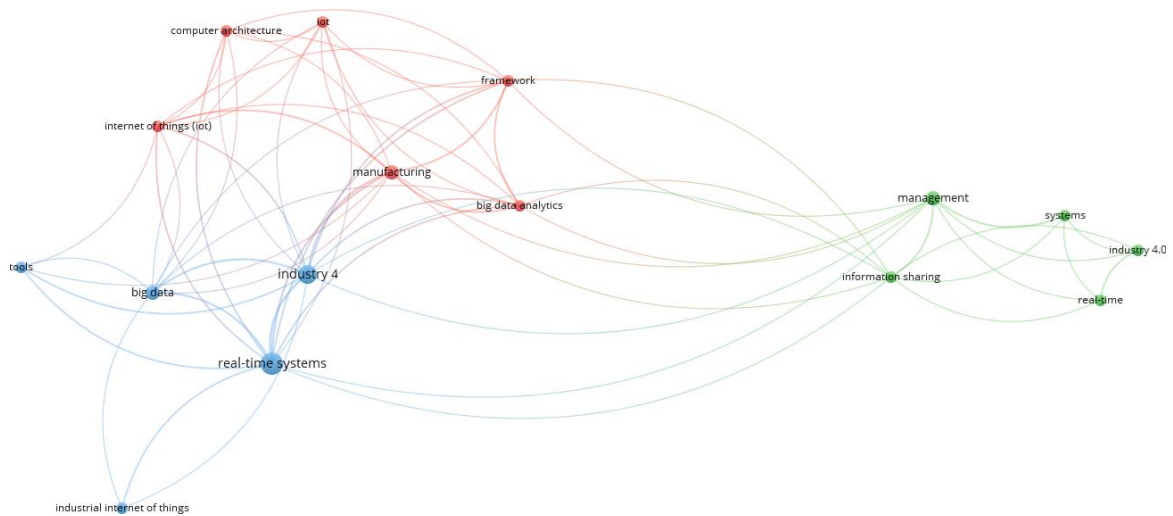 iot
computer architecture
framework
internet of things (iot)
manufacturing
big data analytics
management
systems
industry 4.0
tools
industry 4
information sharing
big data
real-time
real-time systems
industrial internet of things